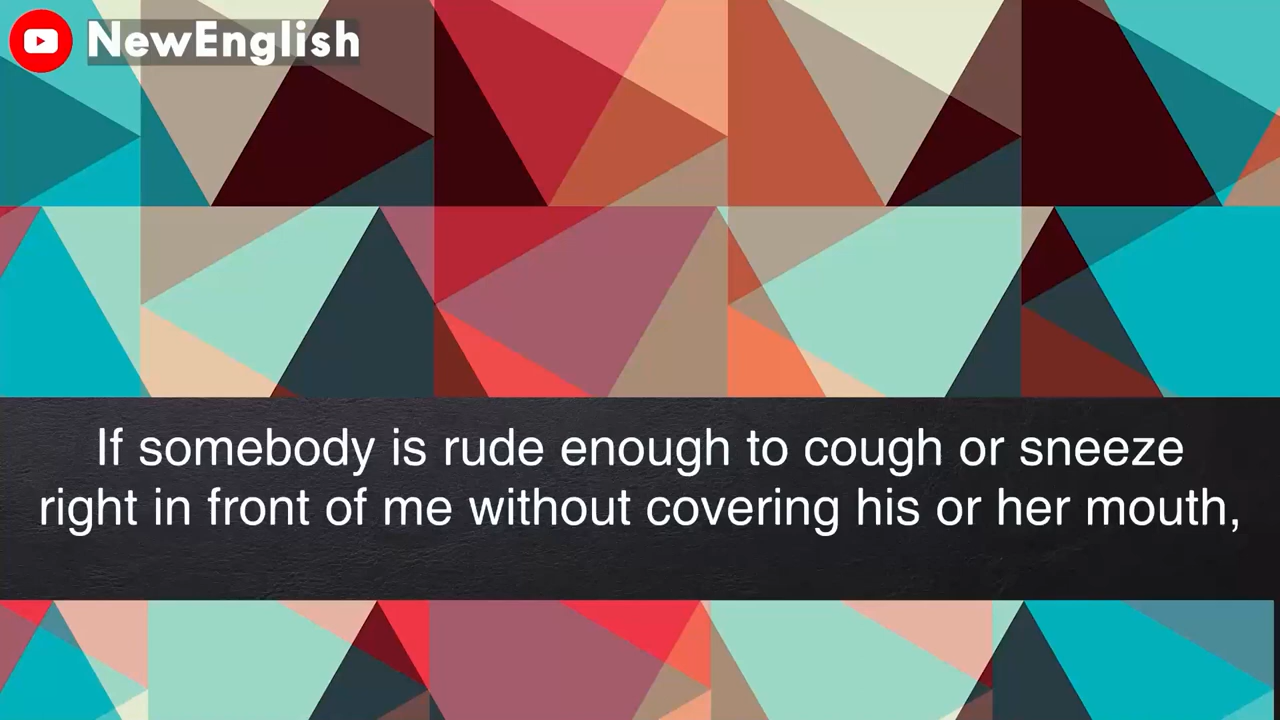 NewEnglish
If somebody is rude enough to cough or sneeze
right in front of me without covering his or her mouth,